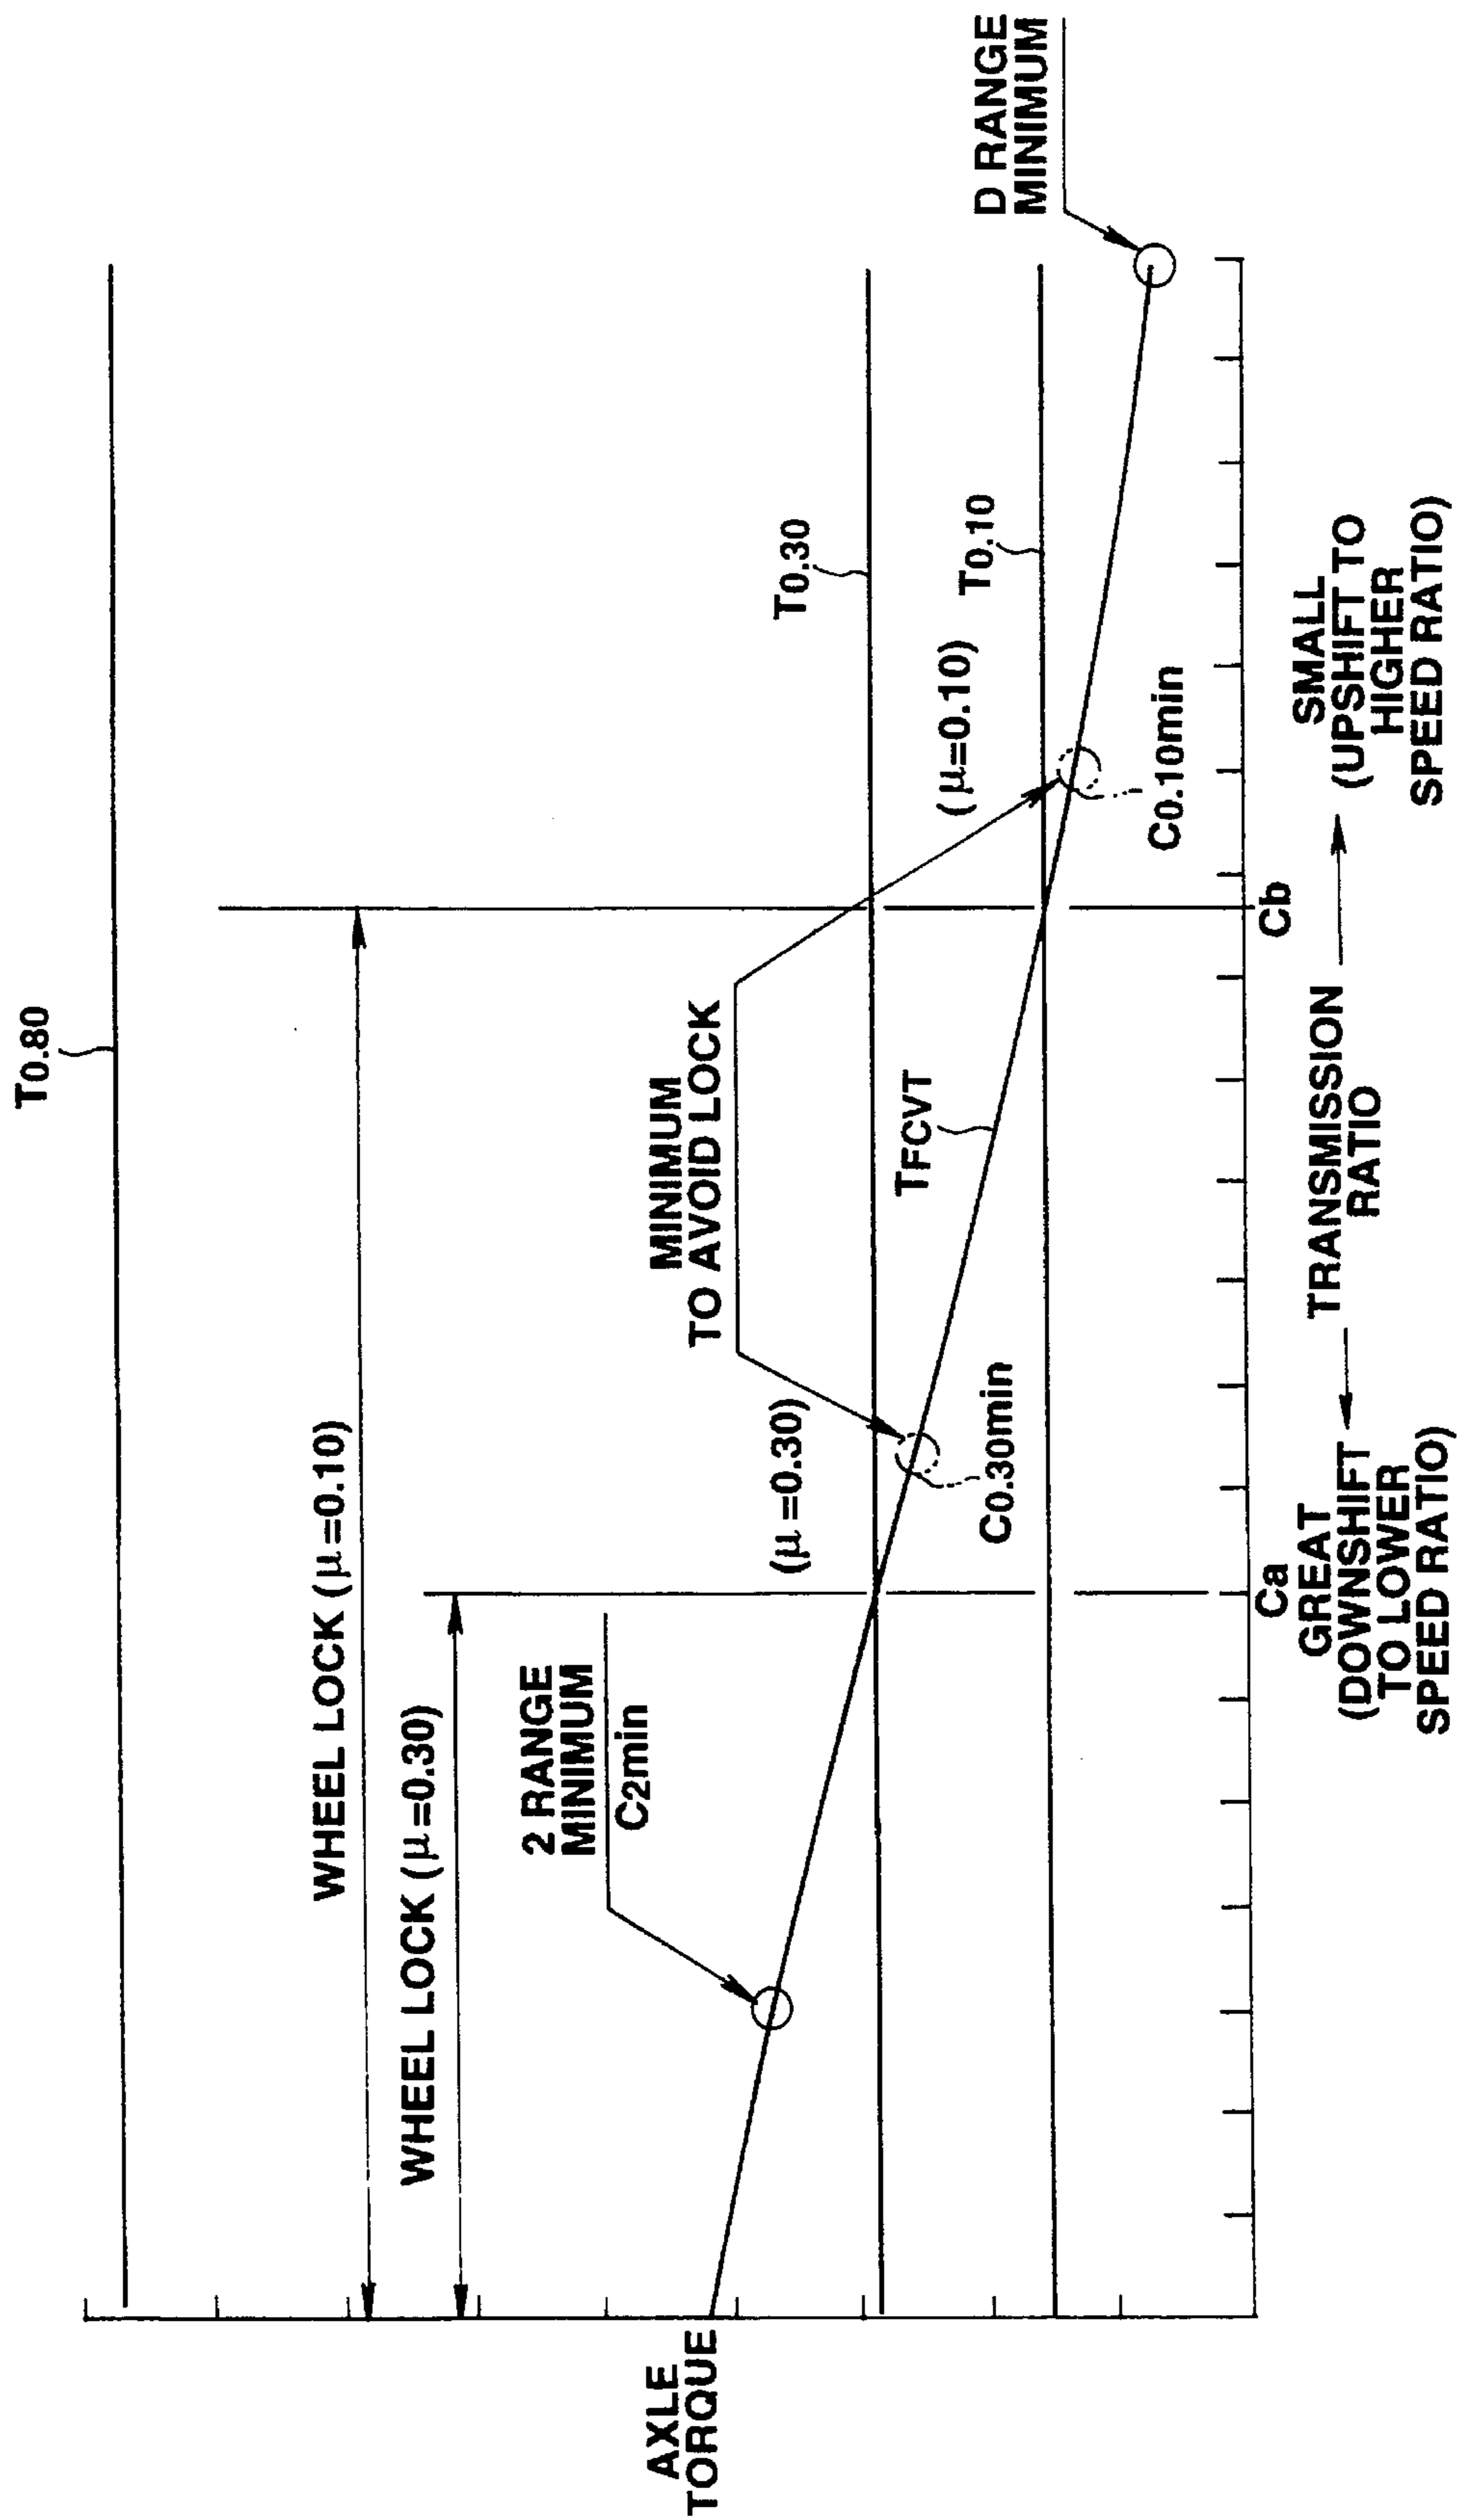 T0.80
WHEEL LOCK (μ=0.10)
WHEEL LOCK (μ=0.30)
2 RANGE
MINIMUM
C2min
AXLE
TORQUE
MINIMUM
TO AVOID LOCK
(μ=0.30)
T0.30
TFCVT
(μ=0.10)
T0.10
C0.30min
C0.10min
D RANGE
MINIMUM
Ca
Cb
GREAT
(DOWNSHIFT
TO LOWER
SPEED RATIO)
TRANSMISSION
RATIO
SMALL
(UPSHIFT TO
HIGHER
SPEED RATIO)